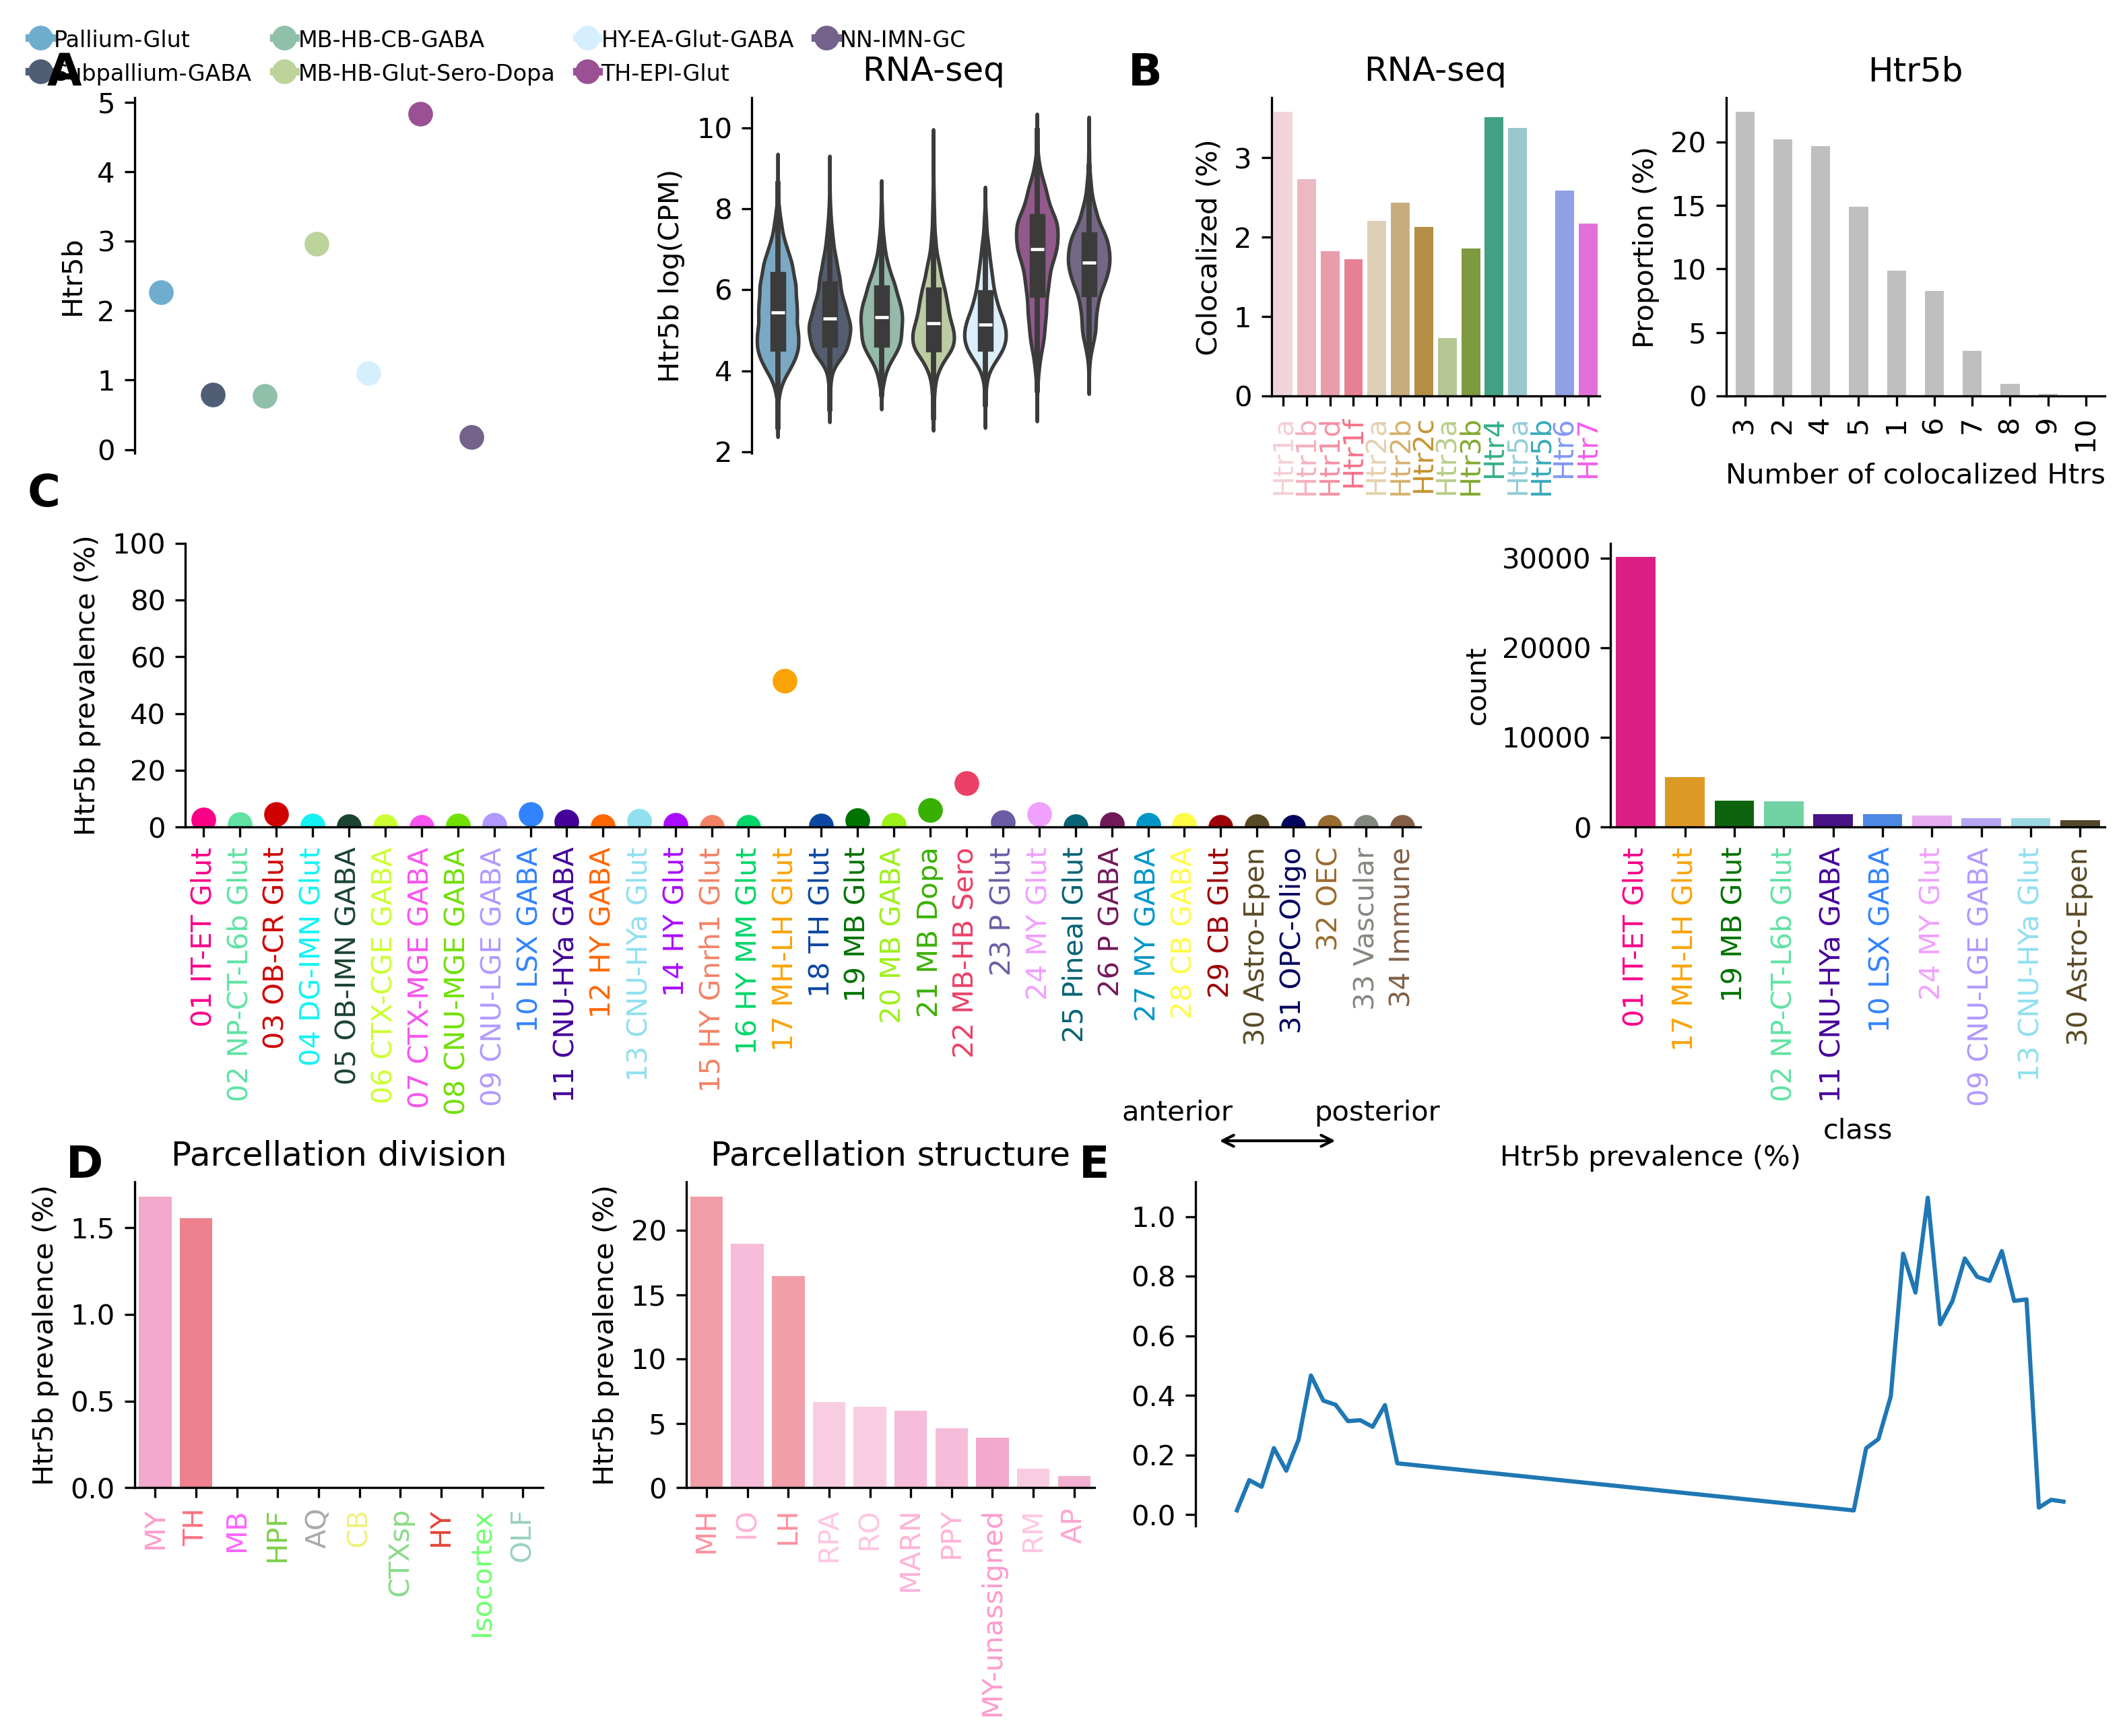 Pallium-Glut
MB-HB-CB-GABA
HY-EA-Glut-GABA
NN-IMN-GC
Subpallium-GABA
MB-HB-Glut-Sero-Dopa
TH-EPI-Glut
A
RNA-seq
B
RNA-seq
Htr5b
Htr5b
5
4
3
2
1
0
Htr5b log(CPM)
10
8
6
4
2
Colocalized (%)
3
2
1
0
Htr1a
Htr1b
Htr1d
Htr1f
Htr2a
Htr2b
Htr2c
Htr3a
Htr3b
Htr4
Htr5a
Htr5b
Htr6
Htr7
Proportion (%)
20
15
10
5
0
3
2
4
5
1
6
7
8
9
10
Number of colocalized Htrs
C
Htr5b prevalence (%)
100
80
60
40
20
0
01 IT-ET Glut
02 NP-CT-L6b Glut
03 OB-CR Glut
04 DG-IMN Glut
05 OB-IMN GABA
06 CTX-CGE GABA
07 CTX-MGE GABA
08 CNU-MGE GABA
09 CNU-LGE GABA
10 LSX GABA
11 CNU-HYa GABA
12 HY GABA
13 CNU-HYa Glut
14 HY Glut
15 HY Gnrh1 Glut
16 HY MM Glut
17 MH-LH Glut
18 TH Glut
19 MB Glut
20 MB GABA
21 MB Dopa
22 MB-HB Sero
23 P Glut
24 MY Glut
25 Pineal Glut
26 P GABA
27 MY GABA
28 CB GABA
29 CB Glut
30 Astro-Epen
31 OPC-Oligo
32 OEC
33 Vascular
34 Immune
count
30000
20000
10000
0
01 IT-ET Glut
17 MH-LH Glut
19 MB Glut
02 NP-CT-L6b Glut
11 CNU-HYa GABA
10 LSX GABA
24 MY Glut
09 CNU-LGE GABA
13 CNU-HYa Glut
30 Astro-Epen
class
D
Parcellation division
Htr5b prevalence (%)
1.5
1.0
0.5
0.0
MY
TH
MB
HPF
AQ
CB
CTXsp
HY
Isocortex
OLF
Parcellation structure
Htr5b prevalence (%)
20
15
10
5
0
MH
IO
LH
RPA
RO
MARN
PPY
MY-unassigned
RM
AP
E
anterior
posterior
Htr5b prevalence (%)
1.0
0.8
0.6
0.4
0.2
0.0